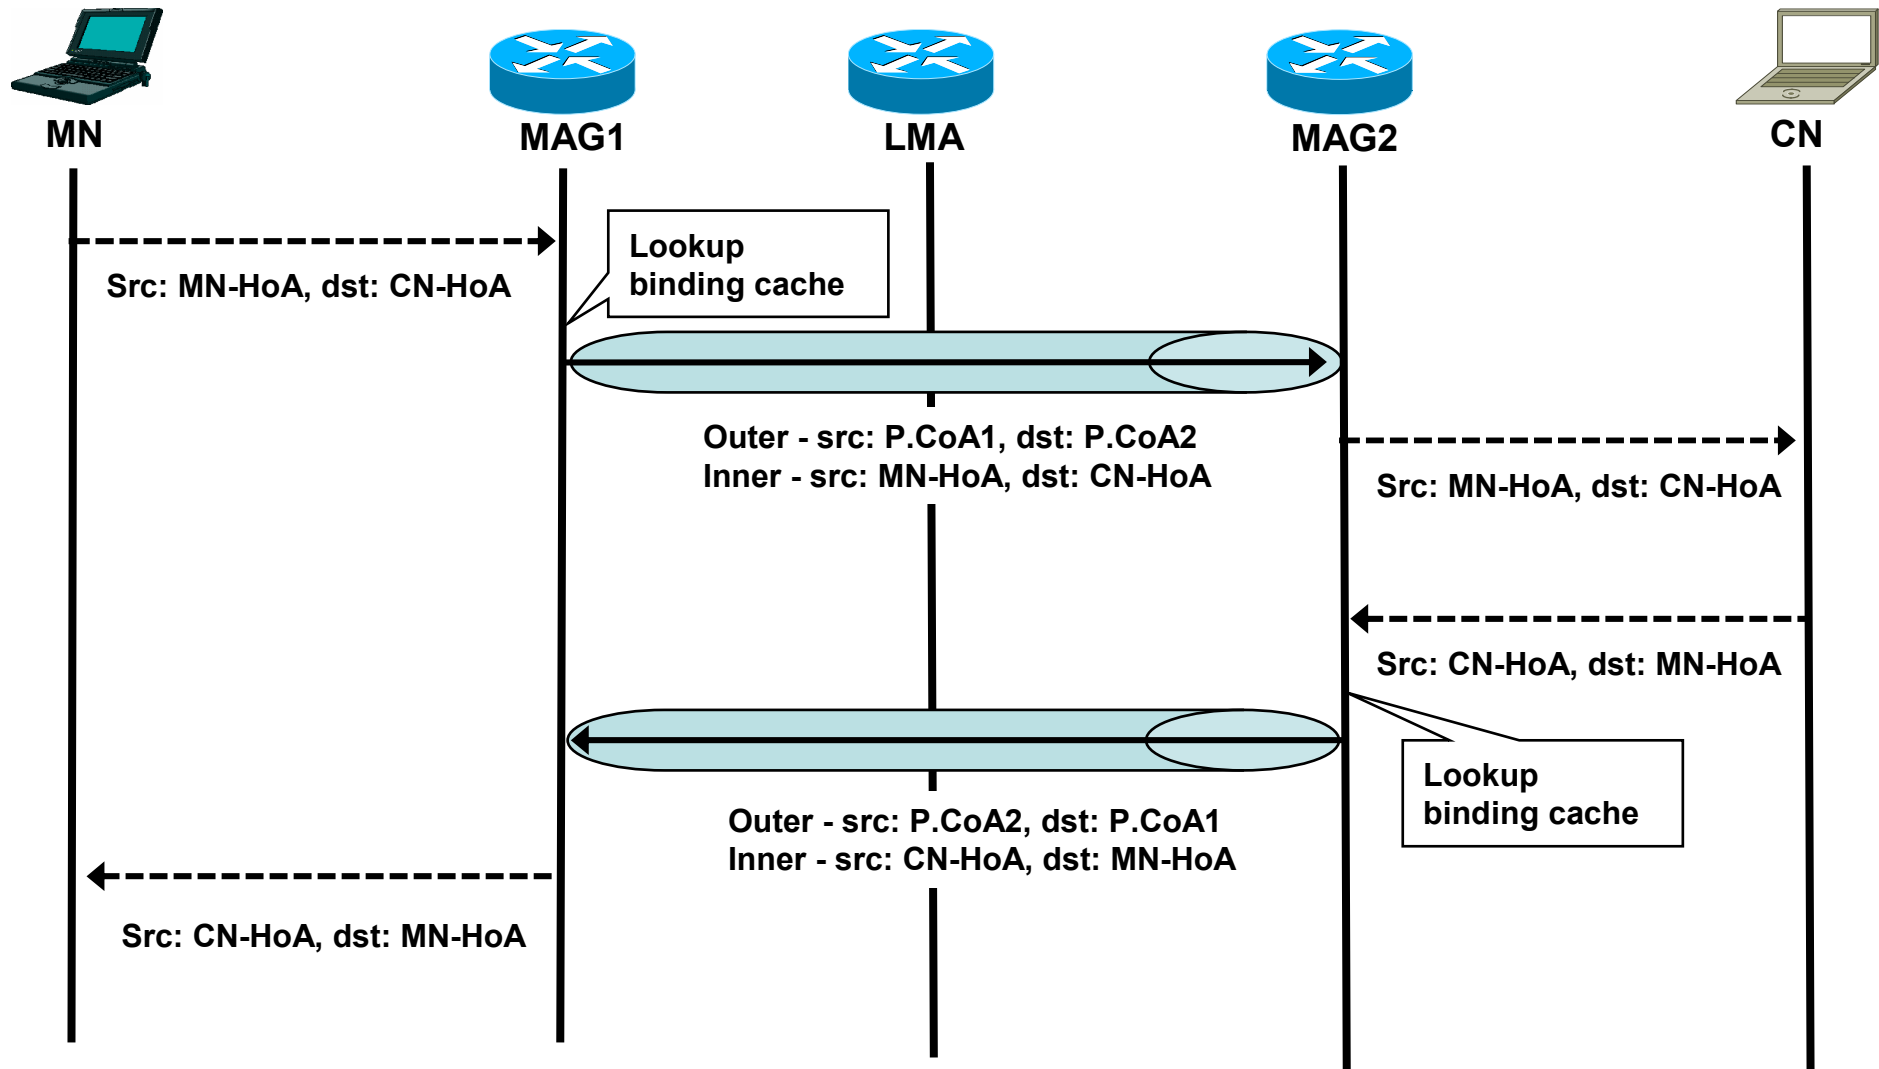 MN
MAG1
LMA
MAG2
CN
Src: MN-HoA, dst: CN-HoA
Lookup
binding cache
Outer - src: P.CoA1, dst: P.CoA2
Inner - src: MN-HoA, dst: CN-HoA
Src: MN-HoA, dst: CN-HoA
Src: CN-HoA, dst: MN-HoA
Lookup
binding cache
Outer - src: P.CoA2, dst: P.CoA1
Inner - src: CN-HoA, dst: MN-HoA
Src: CN-HoA, dst: MN-HoA